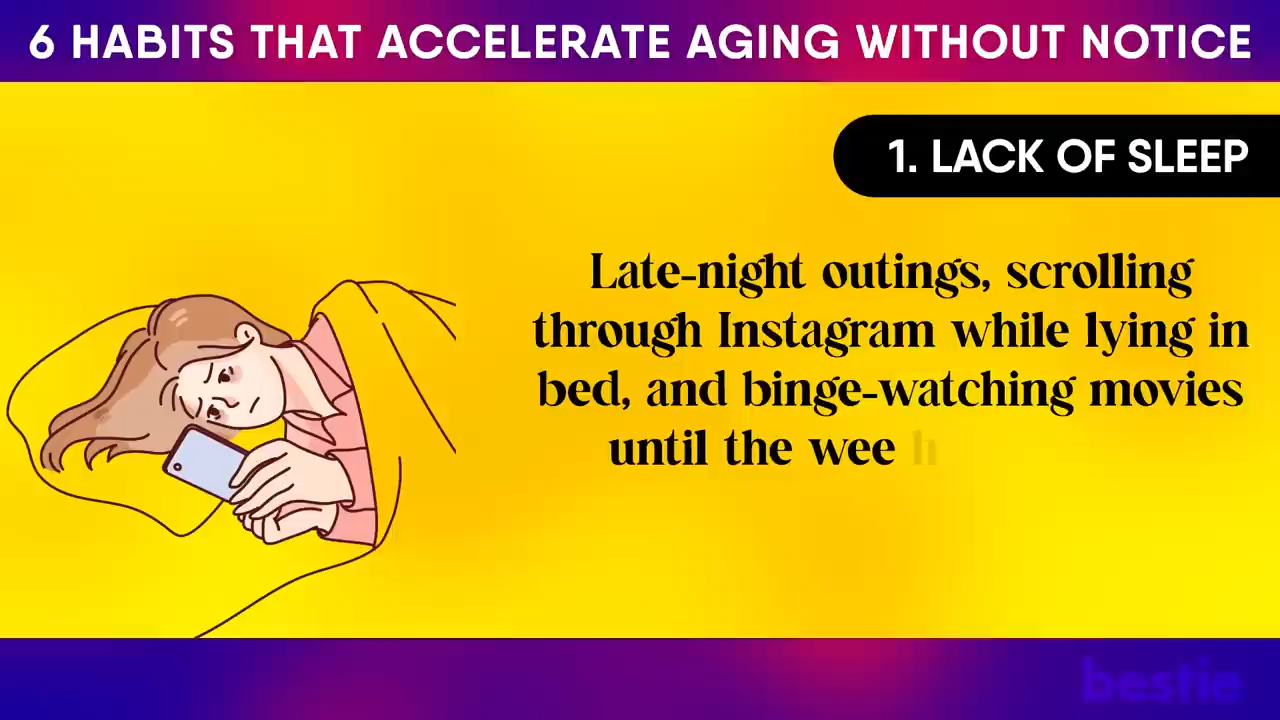 6 HABITS THAT ACCELERATE AGING WITHOUT NOTICE
1. LACK OF SLEEP
Late-night outings, scrolling
through Instagram while lying in
bed, and binge-watching movies
until the wee h
bestie